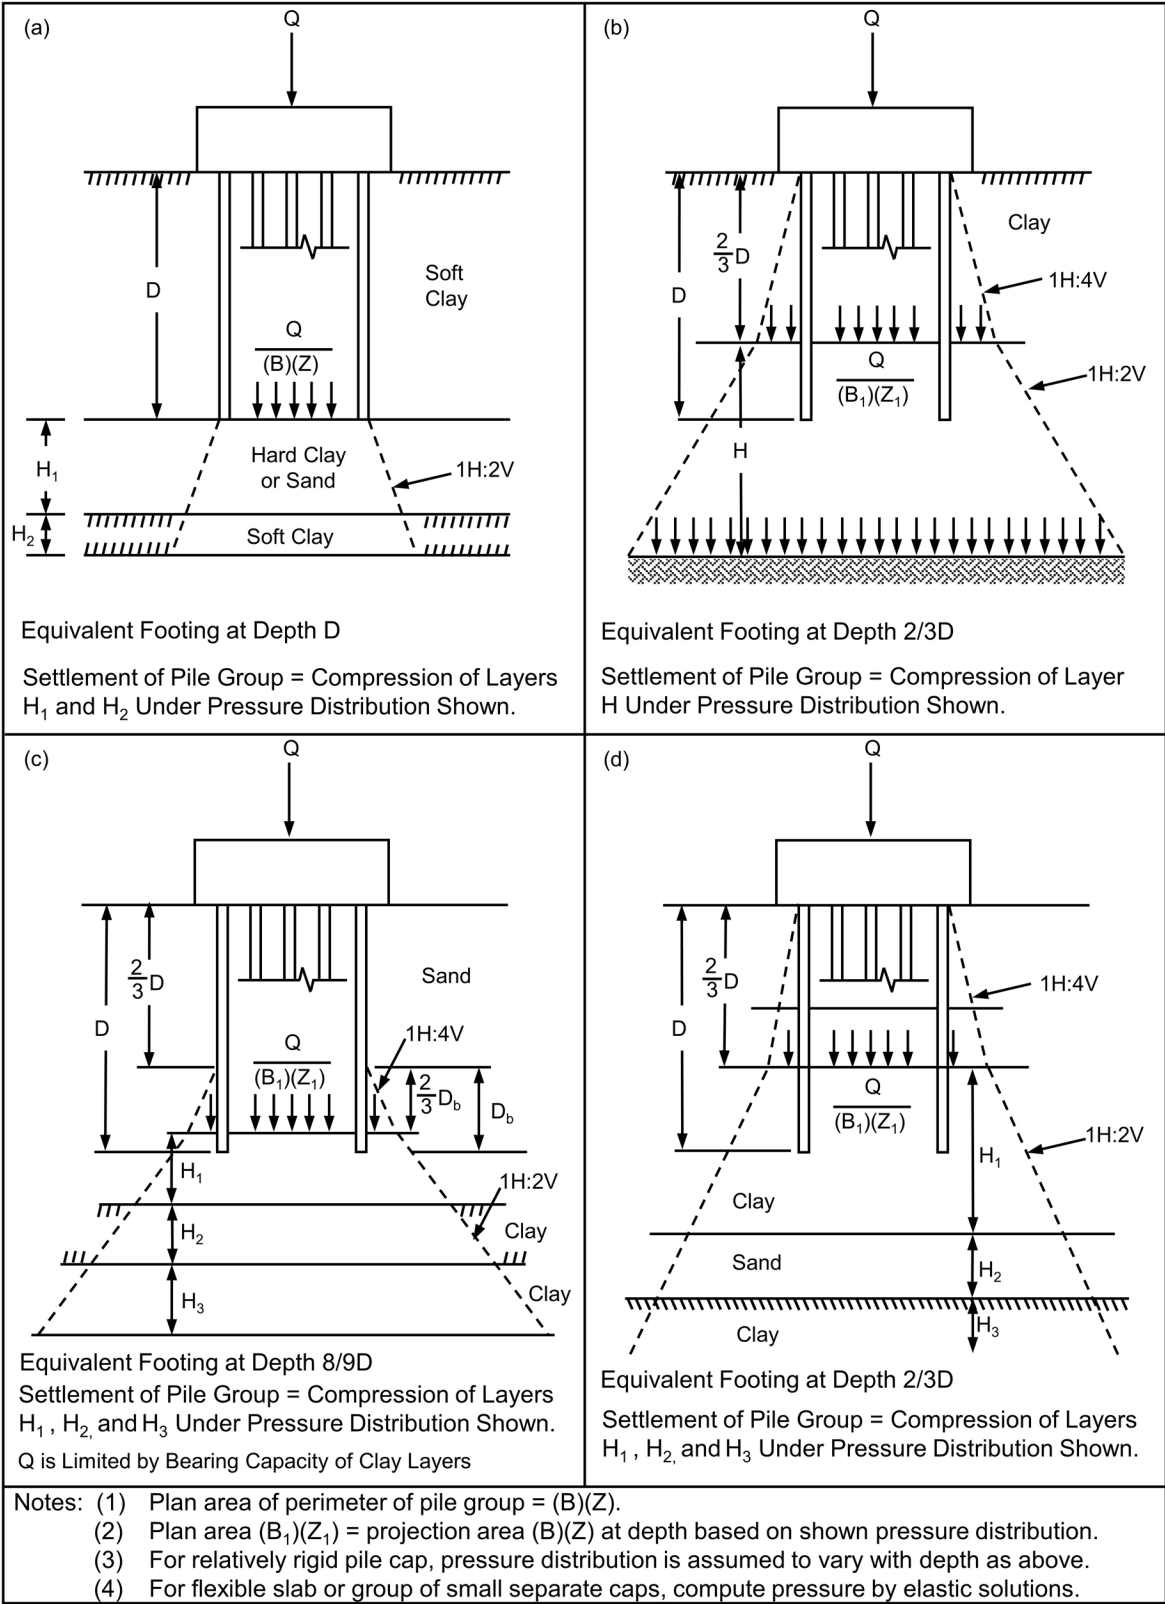 (a)
Q
D
Soft
Clay
Q
(B)(Z)
H₁
Hard Clay
or Sand
1H:2V
H₂
Soft Clay
Equivalent Footing at Depth D
Settlement of Pile Group = Compression of Layers
H₁ and H₂ Under Pressure Distribution Shown.
(b)
Q
Clay
2
3 D
D
1H:4V
Q
(B₁)(Z₁)
1H:2V
H
Equivalent Footing at Depth 2/3D
Settlement of Pile Group = Compression of Layer
H Under Pressure Distribution Shown.
(c)
Q
2
3 D
Sand
D
1H:4V
Q
(B₁)(Z₁)
2
3 D_b
D_b
H₁
1H:2V
H₂
Clay
H₃
Clay
Equivalent Footing at Depth 8/9D
Settlement of Pile Group = Compression of Layers
H₁ , H₂, and H₃ Under Pressure Distribution Shown.
Q is Limited by Bearing Capacity of Clay Layers
(d)
Q
2
3 D
1H:4V
D
Q
(B₁)(Z₁)
1H:2V
H₁
Clay
Sand
H₂
Clay
H₃
Equivalent Footing at Depth 2/3D
Settlement of Pile Group = Compression of Layers
H₁ , H₂, and H₃ Under Pressure Distribution Shown.
Notes: (1) Plan area of perimeter of pile group = (B)(Z).
(2) Plan area (B₁)(Z₁) = projection area (B)(Z) at depth based on shown pressure distribution.
(3) For relatively rigid pile cap, pressure distribution is assumed to vary with depth as above.
(4) For flexible slab or group of small separate caps, compute pressure by elastic solutions.